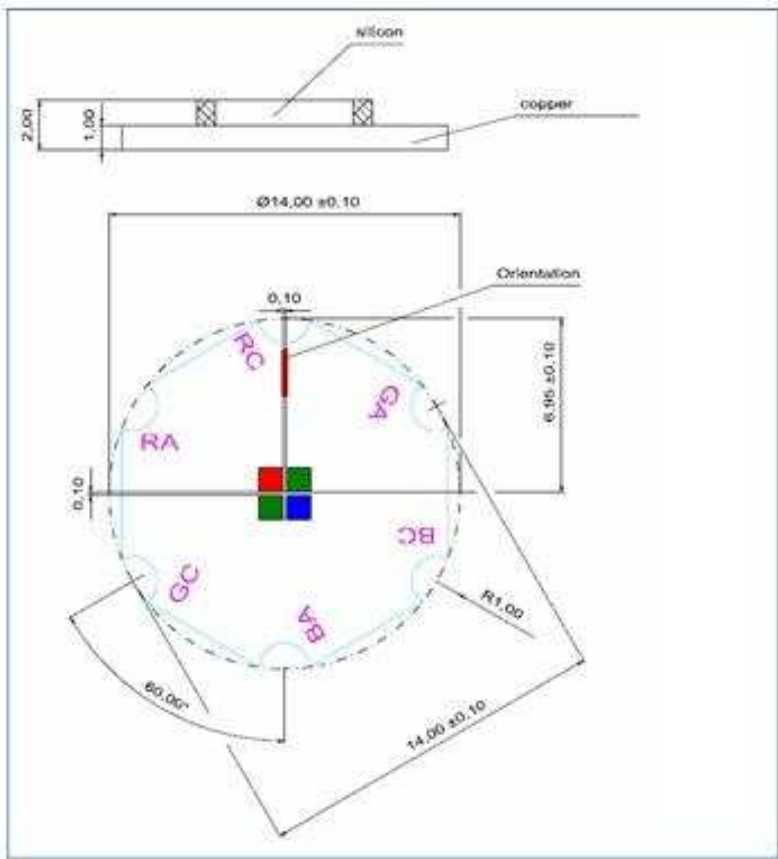 silicon
copper
2,00
1,00
Ø14,00 ±0.10
Orientation
0,10
RC
GA
6.95 ±0.10
RA
0,10
BC
GC
BA
R1,00
60,00°
14,00 ±0.10